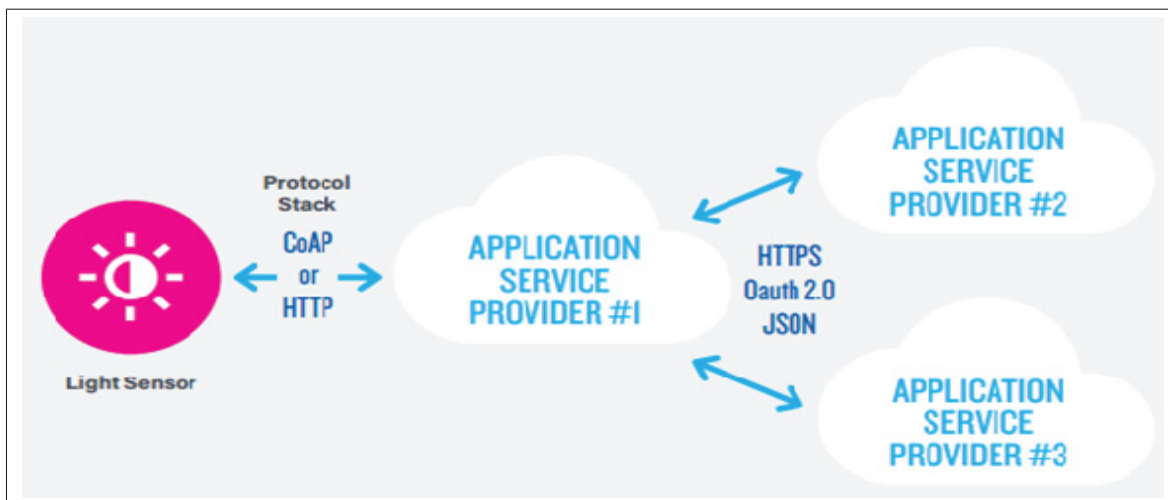 Protocol
Stack
CoAP
or
HTTP
Light Sensor
APPLICATION
SERVICE
PROVIDER #1
HTTPS
Oauth 2.0
JSON
APPLICATION
SERVICE
PROVIDER #2
APPLICATION
SERVICE
PROVIDER #3